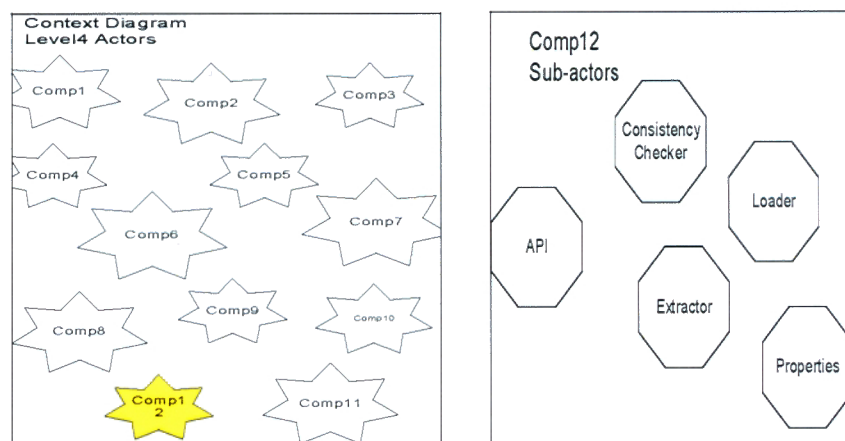 Context Diagram
Level4 Actors
Comp1
Comp2
Comp3
Comp4
Comp5
Comp6
Comp7
Comp8
Comp9
Comp10
Comp1
2
Comp11
Comp12
Sub-actors
Consistency
Checker
Loader
API
Extractor
Properties